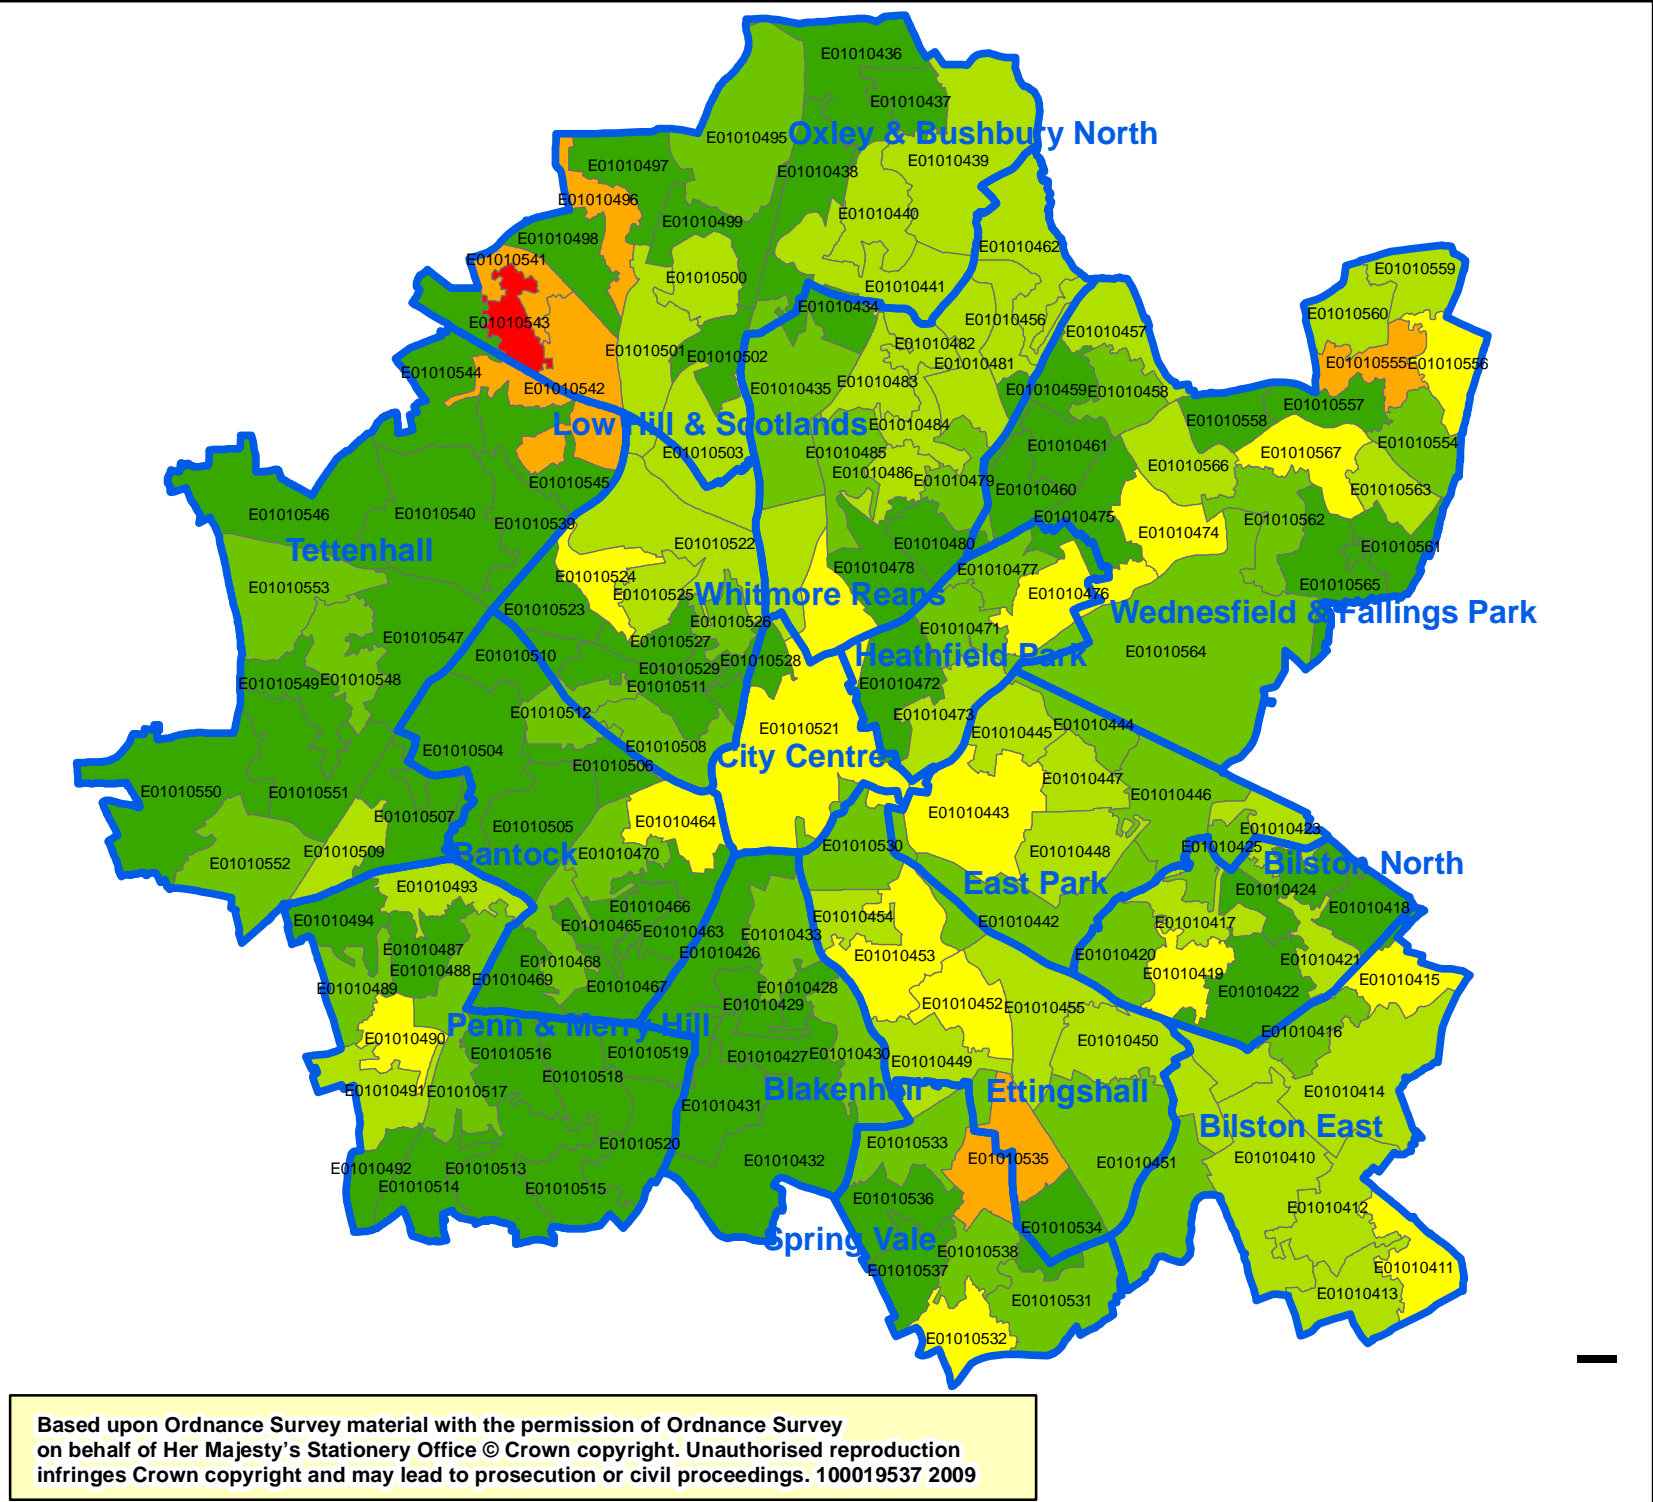 E01010436
E01010437
E01010495
Oxley & Bushbury North
E01010439
E01010497
E01010438
E01010496
E01010440
E01010499
E01010498
E01010462
E01010541
E01010559
E01010500
E01010441
E01010434
E01010560
E01010456
E01010543
E01010457
E01010482
E01010501
E01010502
E01010481
E01010555
E01010556
E01010544
E01010483
E01010542
E01010435
E01010459
E01010458
E01010557
E01010558
Low Hill & Scotlands
E01010484
E01010461
E01010554
E01010503
E01010485
E01010567
E01010566
E01010486
E01010545
E01010479
E01010460
E01010563
E01010546
E01010540
E01010539
E01010475
E01010562
E01010474
Tettenhall
E01010522
E01010480
E01010561
E01010478
E01010477
E01010524
E01010553
E01010525
Whitmore Reans
E01010476
E01010565
E01010523
Wednesfield & Fallings Park
E01010526
E01010471
E01010547
E01010527
E01010510
E01010528
Heathfield Park
E01010564
E01010529
E01010549
E01010548
E01010511
E01010472
E01010512
E01010473
E01010521
E01010445
E01010444
E01010504
E01010508
City Centre
E01010506
E01010447
E01010550
E01010551
E01010446
E01010507
E01010505
E01010464
E01010443
E01010423
E01010530
E01010425
E01010509
Bantock
E01010470
E01010448
E01010552
Bilston North
E01010493
East Park
E01010424
E01010466
E01010418
E01010494
E01010465
E01010463
E01010433
E01010454
E01010442
E01010417
E01010487
E01010426
E01010453
E01010420
E01010421
E01010488
E01010468
E01010419
E01010415
E01010469
E01010489
E01010467
E01010428
E01010422
E01010429
E01010452
E01010455
Penn & Merry Hill
E01010490
E01010416
E01010450
E01010516
E01010519
E01010427
E01010430
E01010449
E01010518
E01010491
E01010517
Blakenhall
Ettingshall
E01010414
E01010431
Bilston East
E01010520
E01010533
E01010535
E01010410
E01010492
E01010513
E01010432
E01010451
E01010514
E01010515
E01010536
E01010412
E01010534
Spring Vale
E01010538
E01010537
E01010411
E01010531
E01010413
E01010532
Based upon Ordnance Survey material with the permission of Ordnance Survey
on behalf of Her Majesty's Stationery Office © Crown copyright. Unauthorised reproduction
infringes Crown copyright and may lead to prosecution or civil proceedings. 100019537 2009